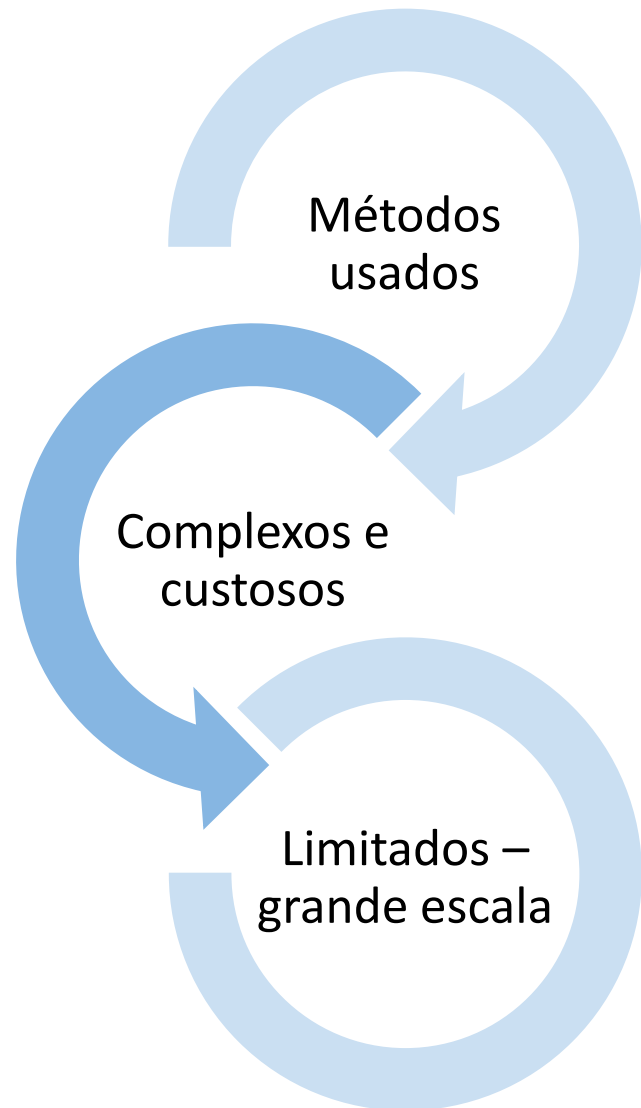 Métodos
usados
Complexos e
custosos
Limitados –
grande escala